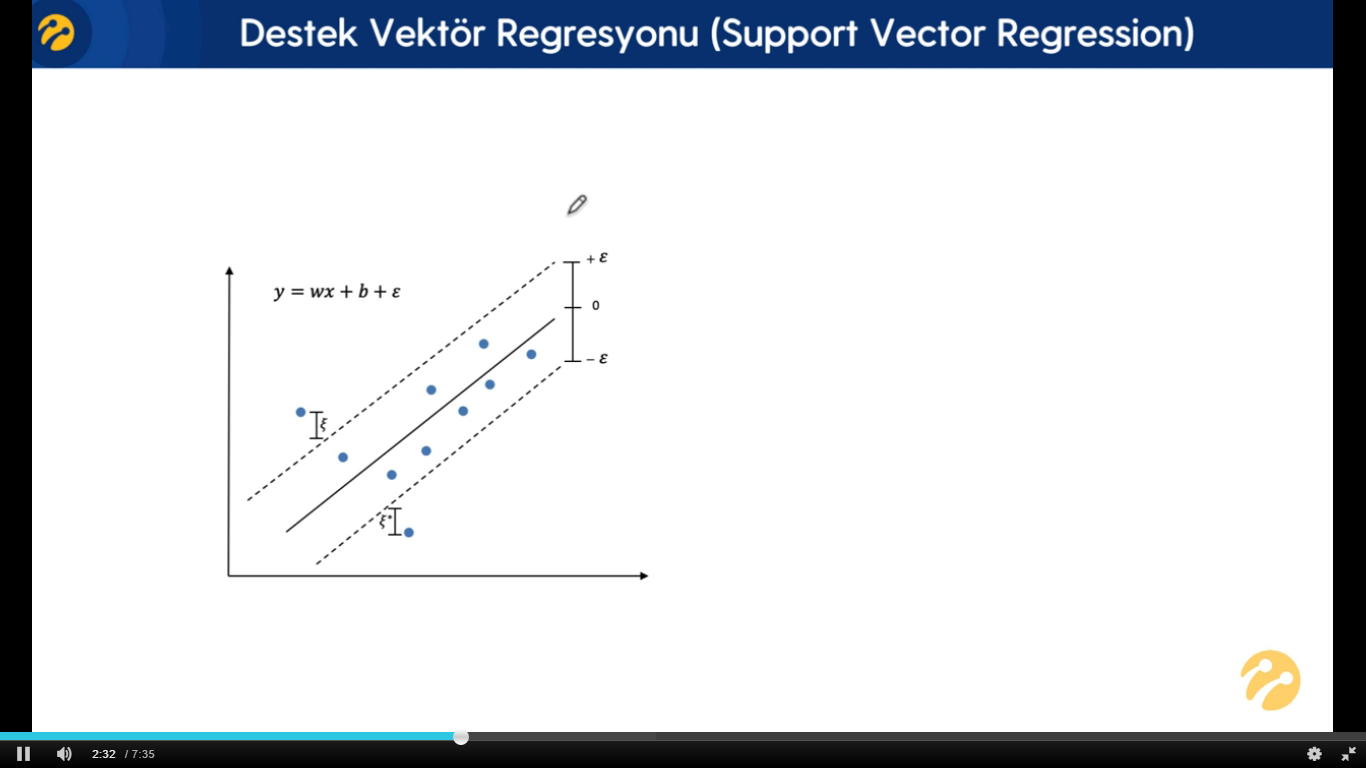 Destek Vektör Regresyonu (Support Vector Regression)
+ ε
y = wx + b + ε
0
− ε
ξ
ξ*
2:32 / 7:35